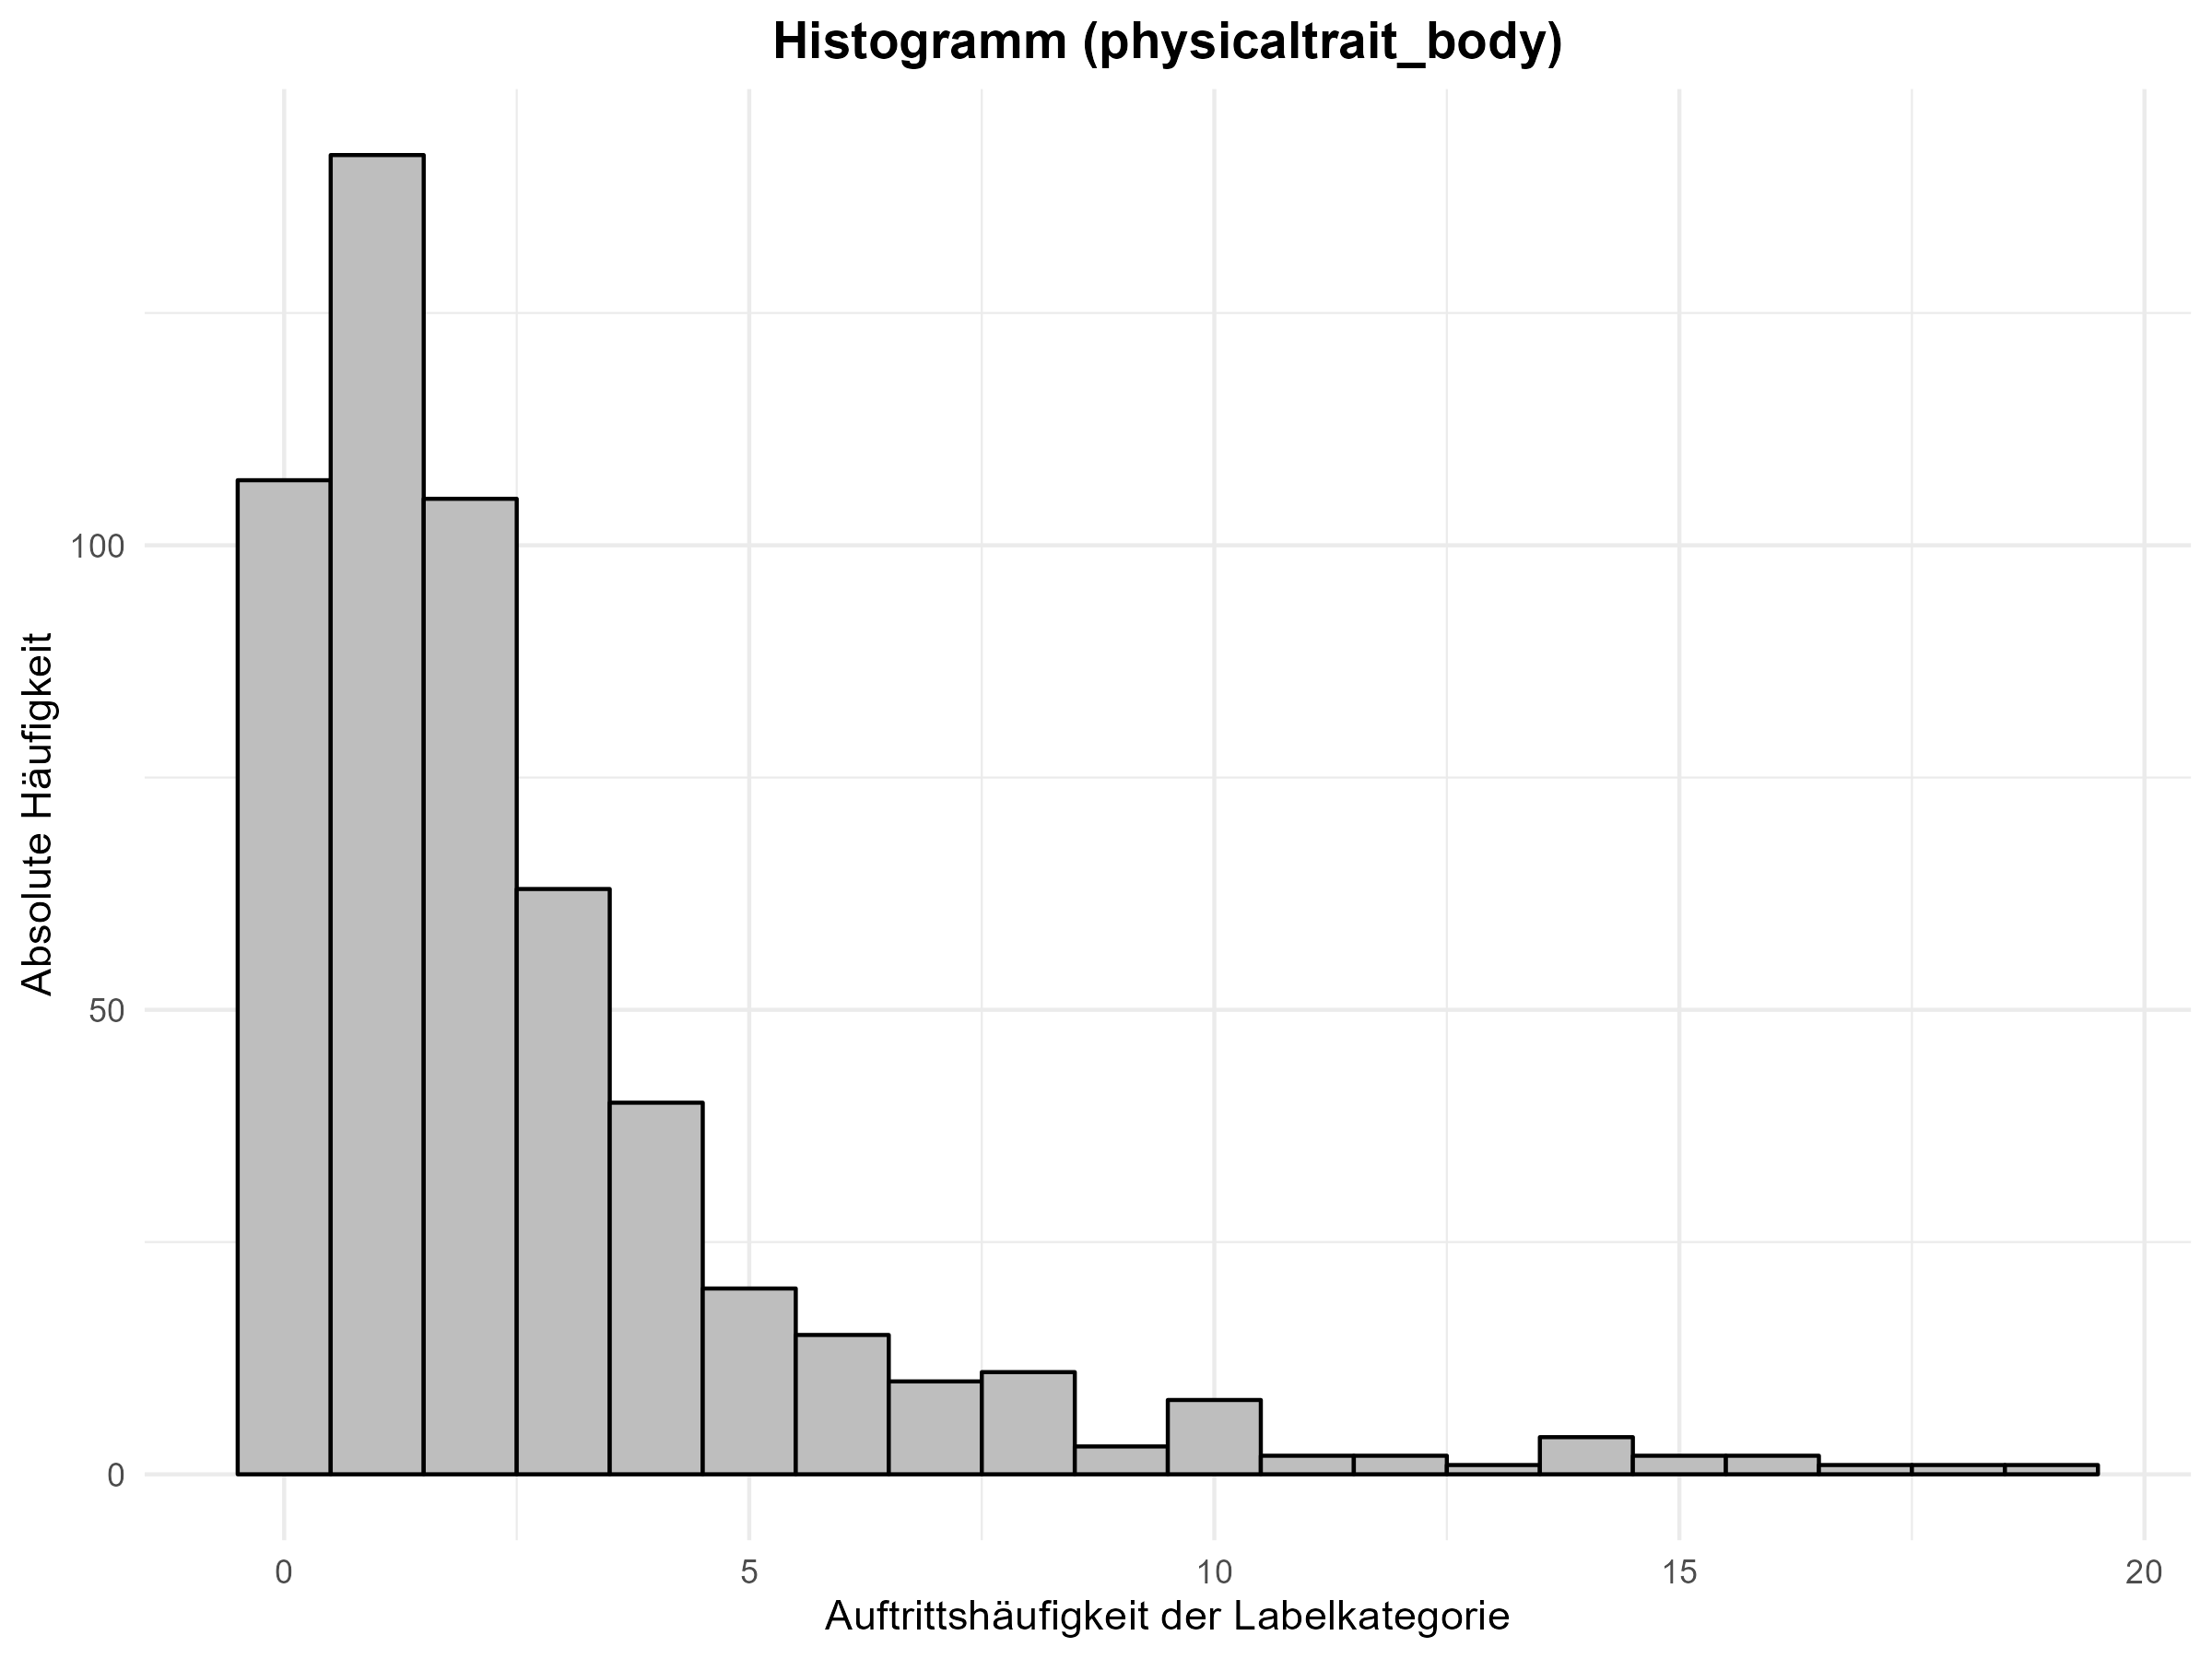 Histogramm (physicaltrait_body)
Absolute Häufigkeit
100
50
0
0 5 10 15 20
Auftrittshäufigkeit der Labelkategorie